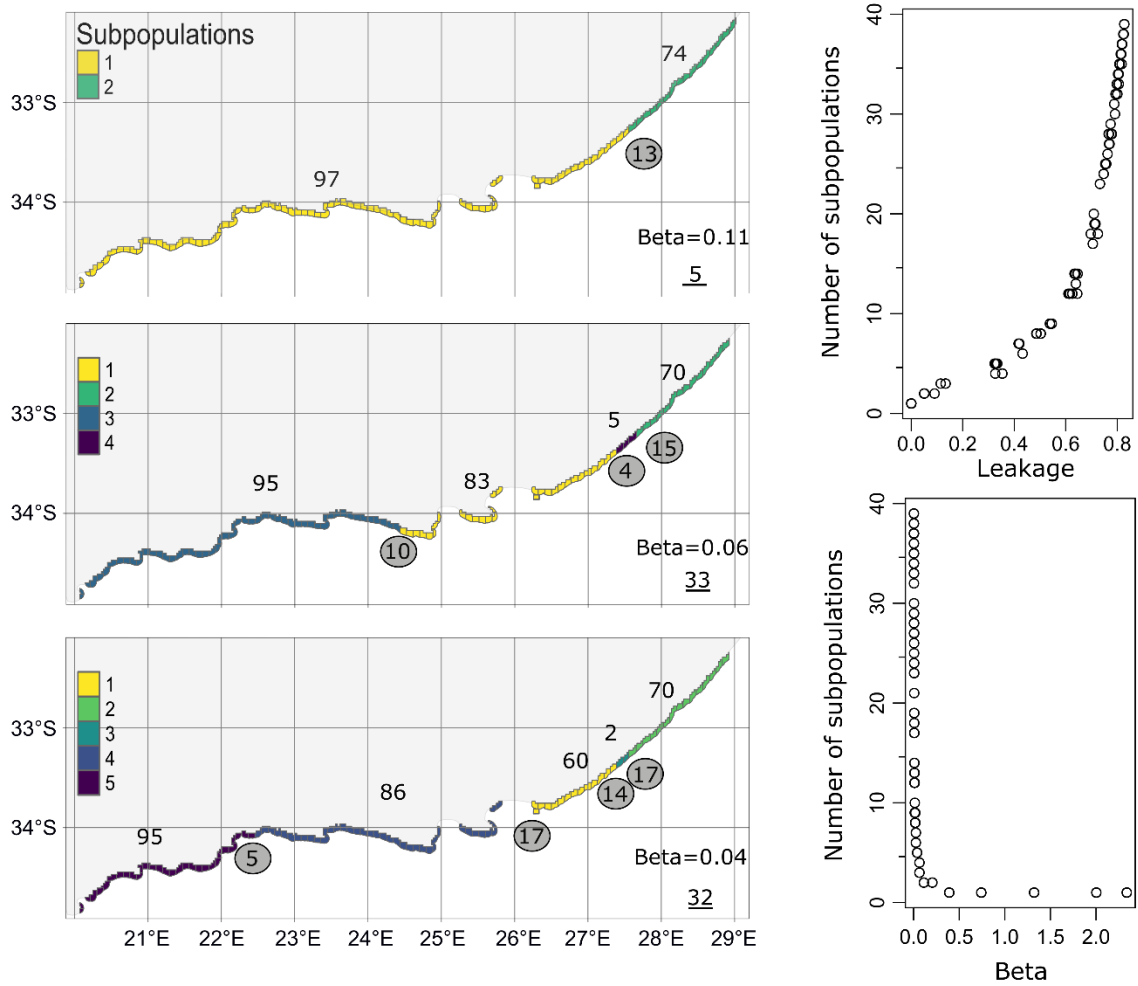 Subpopulations
1
2
74
33°S
13
97
34°S
Beta=0.11
5
1
2
3
4
70
33°S
5
15
4
95
83
34°S
10
Beta=0.06
33
1
2
3
4
5
70
33°S
2
60
17
14
86
34°S
17
95
5
Beta=0.04
32
21°E 22°E 23°E 24°E 25°E 26°E 27°E 28°E 29°E
Number of subpopulations
40
30
20
10
0
0.0 0.2 0.4 0.6 0.8
Leakage
Number of subpopulations
40
30
20
10
0
0.0 0.5 1.0 1.5 2.0
Beta